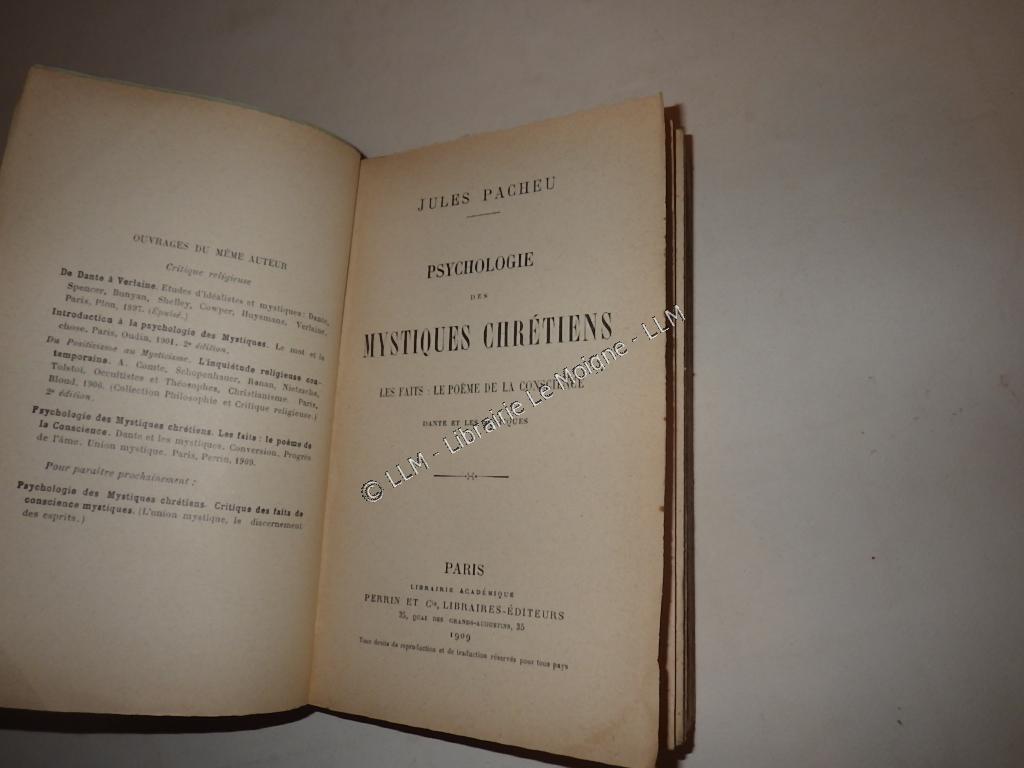 OUVRAGES DU MÊME AUTEUR
Critique religieuse
De Dante à Verlaine. Etudes d'Idéalistes et mystiques : Dante,
Spencer, Bunyan, Shelley, Cowper, Huysmans, Verlaine,
Paris, Plon, 1897. (Épuisé.)
Introduction à la psychologie des Mystiques. Le mot et la
chose. Paris, Oudin, 1901. 2e édition.
Du Positivisme au Mysticisme. L'inquiétude religieuse con-
temporaine. A. Comte, Schopenhauer, Renan, Nietzsche,
Tolstoï, Occultistes et Théosophes, Christianisme. Paris,
Bloud, 1906. (Collection Philosophie et Critique religieuse.)
2e édition.
Psychologie des Mystiques chrétiens. Les faits : le poème de
la Conscience. Dante et les mystiques. Conversion. Progrès
de l'âme. Union mystique. Paris, Perrin, 1909.
Pour paraître prochainement :
Psychologie des Mystiques chrétiens. Critique des faits de
conscience mystiques. (L'union mystique, le discernement
des esprits.)
JULES PACHEU
PSYCHOLOGIE
DES
MYSTIQUES CHRÉTIENS
LES FAITS : LE POÈME DE LA CONSCIENCE
DANTE ET LES MYSTIQUES
PARIS
LIBRAIRIE ACADÉMIQUE
PERRIN ET Cie, LIBRAIRES-ÉDITEURS
35, QUAI DES GRANDS-AUGUSTINS, 35
1909
Tous droits de reproduction et de traduction réservés pour tous pays
© LLM - Librairie Le Moigne - LLM